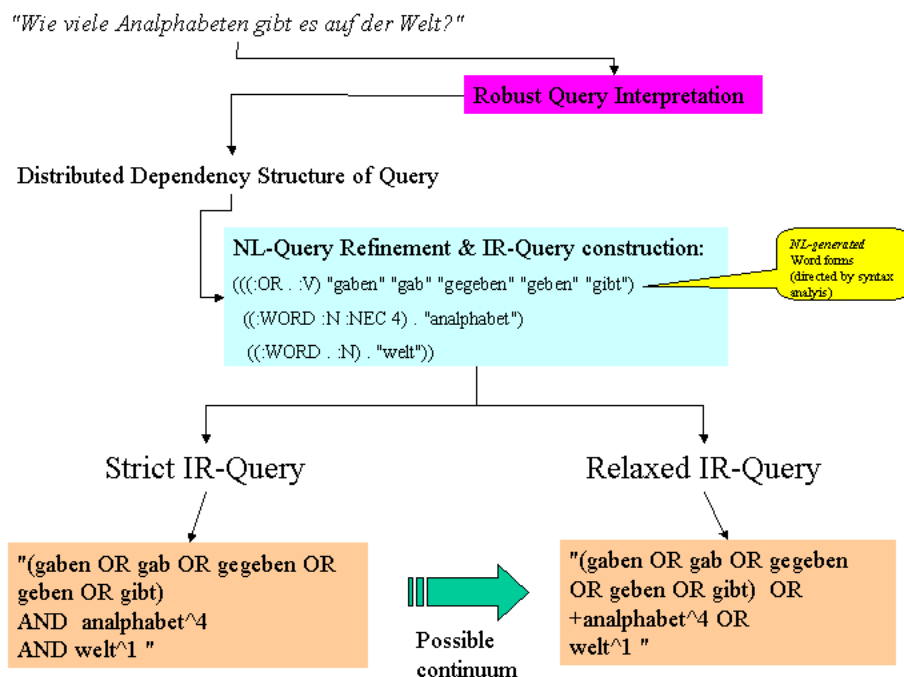 "Wie viele Analphabeten gibt es auf der Welt?"
Robust Query Interpretation
Distributed Dependency Structure of Query
NL-Query Refinement & IR-Query construction:
(((:OR . :V) "gaben" "gab" "gegeben" "geben" "gibt")
((:WORD :N :NEC 4) . "analphabet")
((:WORD . :N) . "welt"))
NL-generated
Word forms
(directed by syntax
analyis)
Strict IR-Query
Relaxed IR-Query
"(gaben OR gab OR gegeben OR
geben OR gibt)
AND analphabet^4
AND welt^1 "
Possible
continuum
"(gaben OR gab OR gegeben
OR geben OR gibt) OR
+analphabet^4 OR
welt^1 "